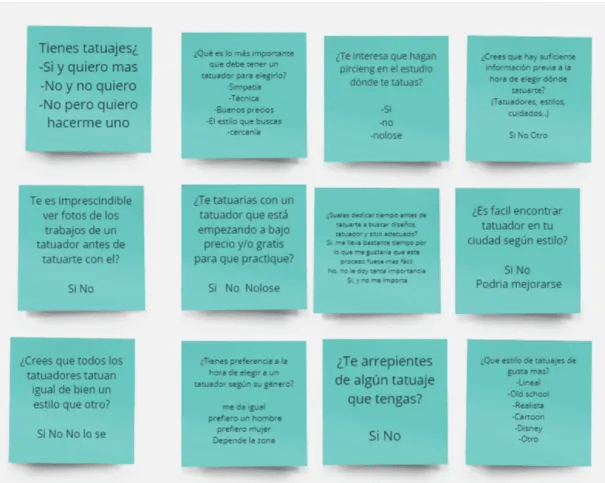 Tienes tatuajes¿
-Si y quiero mas
-No y no quiero
-No pero quiero
hacerme uno
¿Qué es lo más importante
que debe tener un
tatuador para elegirlo?
-Simpatía
-Técnica
-Buenos precios
-El estilo que buscas
-cercanía
¿Te interesa que hagan
pircieng en el estudio
dónde te tatuas?
-Si
-no
-nolose
¿Crees que hay suficiente
información previa a la
hora de elegir dónde
tatuarte?
(Tatuadores, estilos,
cuidados..)
Si No Otro
Te es imprescindible
ver fotos de los
trabajos de un
tatuador antes de
tatuarte con el?
Si No
¿Te tatuarias con un
tatuador que está
empezando a bajo
precio y/o gratis
para que practique?
Si No Nolose
¿Sueles dedicar tiempo antes de
tatuarte a buscar diseños,
tatuador y sitio adecuado?
Si, me lleva bastante tiempo por
lo que me gustaría que este
proceso fuese mas fácil
No, no le doy tanta importancia
Si, y no me importa
¿Es facil encontrar
tatuador en tu
ciudad según estilo?
Si No
Podria mejorarse
¿Crees que todos los
tatuadores tatuan
igual de bien un
estilo que otro?
Si No No lo se
¿Tienes preferencia a la
hora de elegir a un
tatuador según su género?
me da igual
prefiero un hombre
prefiero mujer
Depende la zona
¿Te arrepientes
de algún tatuaje
que tengas?
Si No
¿Que estilo de tatuajes de
gusta mas?
-Lineal
-Old school
-Realista
-Cartoon
-Disney
-Otro